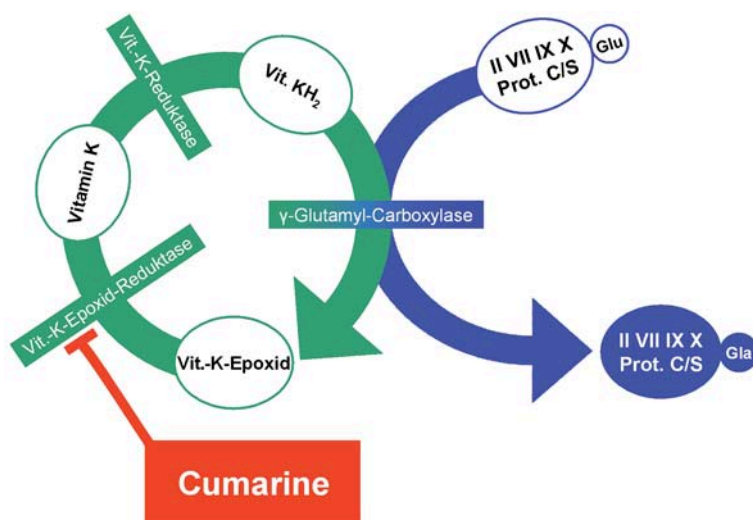 Vit.-K-Reduktase
Vit. KH2
II VII IX X
Prot. C/S
Glu
Vitamin K
γ-Glutamyl-Carboxylase
Vit.-K-Epoxid-Reduktase
Vit.-K-Epoxid
II VII IX X
Prot. C/S
Gla
Cumarine